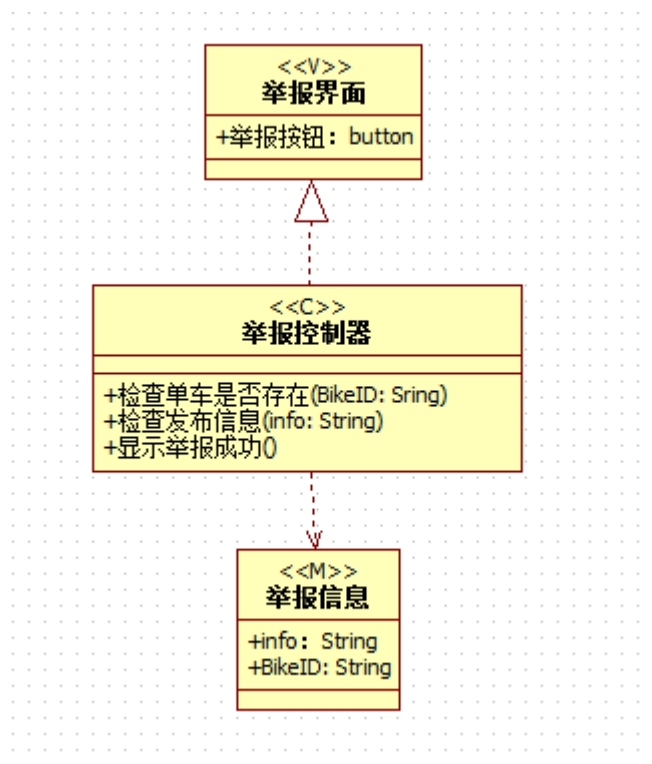 <<V>>
举报界面
+举报按钮：button
<<C>>
举报控制器
+检查单车是否存在(BikeID: Sring)
+检查发布信息(info: String)
+显示举报成功()
<<M>>
举报信息
+info：String
+BikeID: String